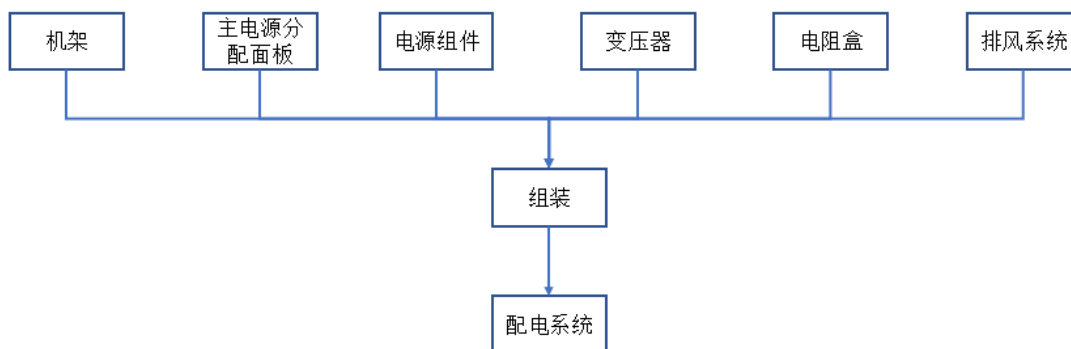 机架
主电源分
配面板
电源组件
变压器
电阻盒
排风系统
组装
配电系统